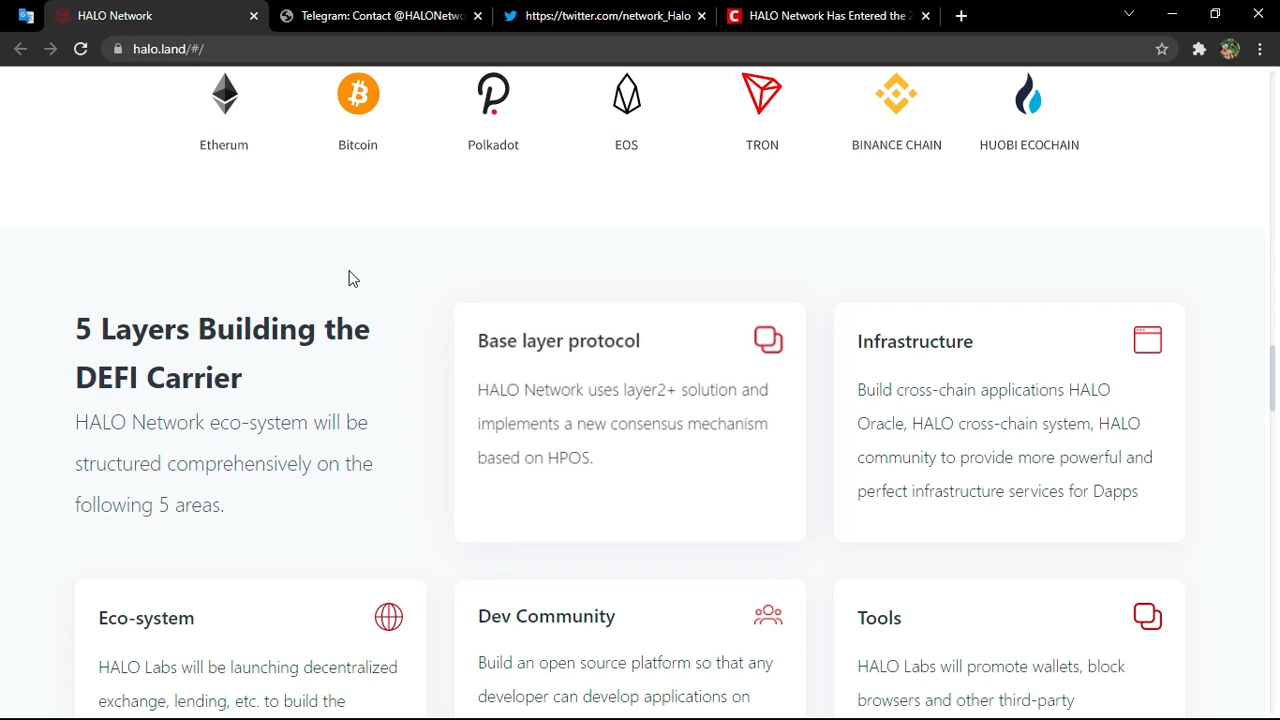 HALO Network
Telegram: Contact @HALONetwo
https://twitter.com/network_Halo
HALO Network Has Entered the 2
halo.land/#/
Etherum
Bitcoin
Polkadot
EOS
TRON
BINANCE CHAIN
HUOBI ECOCHAIN
5 Layers Building the
DEFI Carrier
HALO Network eco-system will be
structured comprehensively on the
following 5 areas.
Base layer protocol
HALO Network uses layer2+ solution and
implements a new consensus mechanism
based on HPOS.
Infrastructure
Build cross-chain applications HALO
Oracle, HALO cross-chain system, HALO
community to provide more powerful and
perfect infrastructure services for Dapps
Eco-system
HALO Labs will be launching decentralized
exchange, lending, etc. to build the
Dev Community
Build an open source platform so that any
developer can develop applications on
Tools
HALO Labs will promote wallets, block
browsers and other third-party